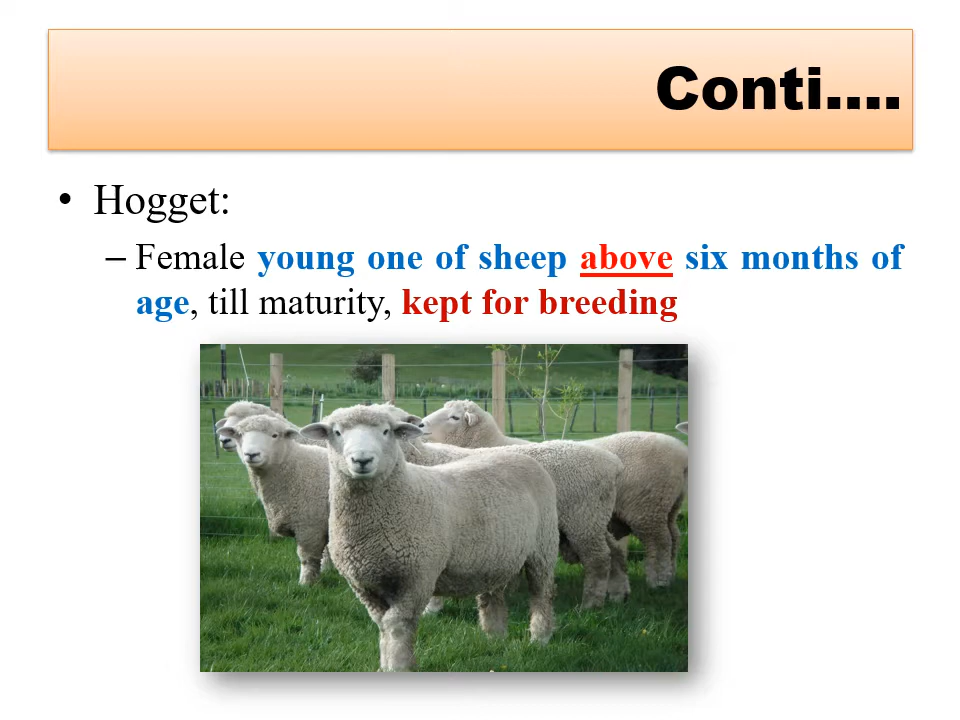 Conti....
• Hogget:
– Female young one of sheep above six months of
age, till maturity, kept for breeding